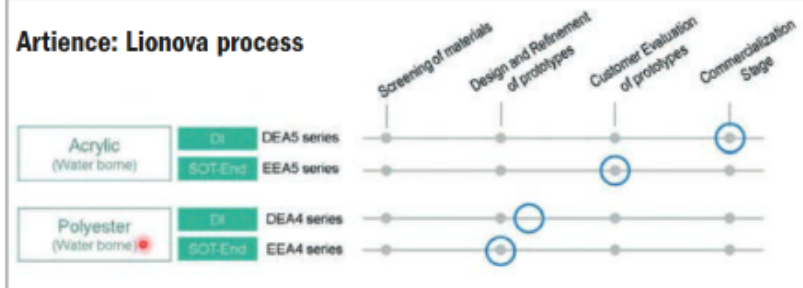 Artience: Lionova process
Screening of materials
Design and Refinement
of prototypes
Customer Evaluation
of prototypes
Commercialization
Stage
Acrylic
(Water borne)
DI
DEA5 series
SOT-End
EEA5 series
Polyester
(Water borne)
DI
DEA4 series
SOT-End
EEA4 series